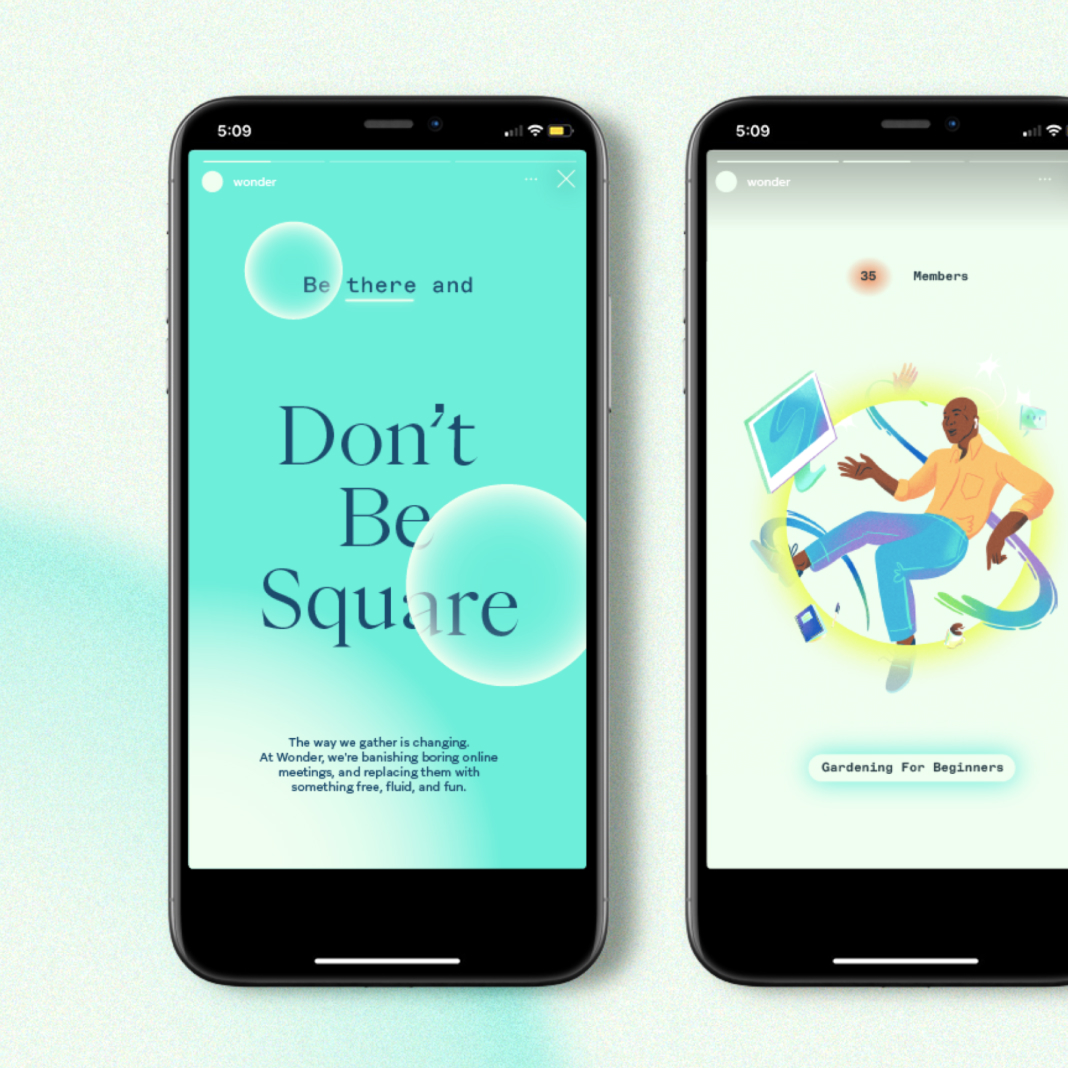 5:09
wonder
Be there and
Don't
Be
Square
The way we gather is changing.
At Wonder, we're banishing boring online
meetings, and replacing them with
something free, fluid, and fun.
5:09
wonder
35 Members
Gardening For Beginners